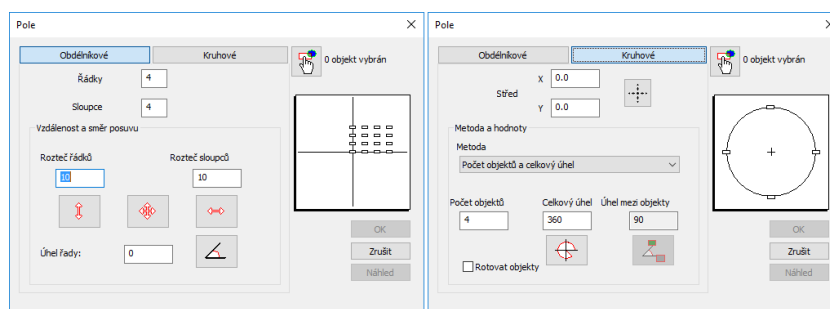 Pole
Obdélníkové Kruhové
0 objekt vybrán
Řádky 4
Sloupce 4
Vzdálenost a směr posuvu
Rozteč řádků Rozteč sloupců
10 10
Úhel řady: 0
OK
Zrušit
Náhled
Pole
Obdélníkové Kruhové
0 objekt vybrán
Střed
X 0.0
Y 0.0
Metoda a hodnoty
Metoda
Počet objektů a celkový úhel
Počet objektů Celkový úhel Úhel mezi objekty
4 360 90
Rotovat objekty
OK
Zrušit
Náhled